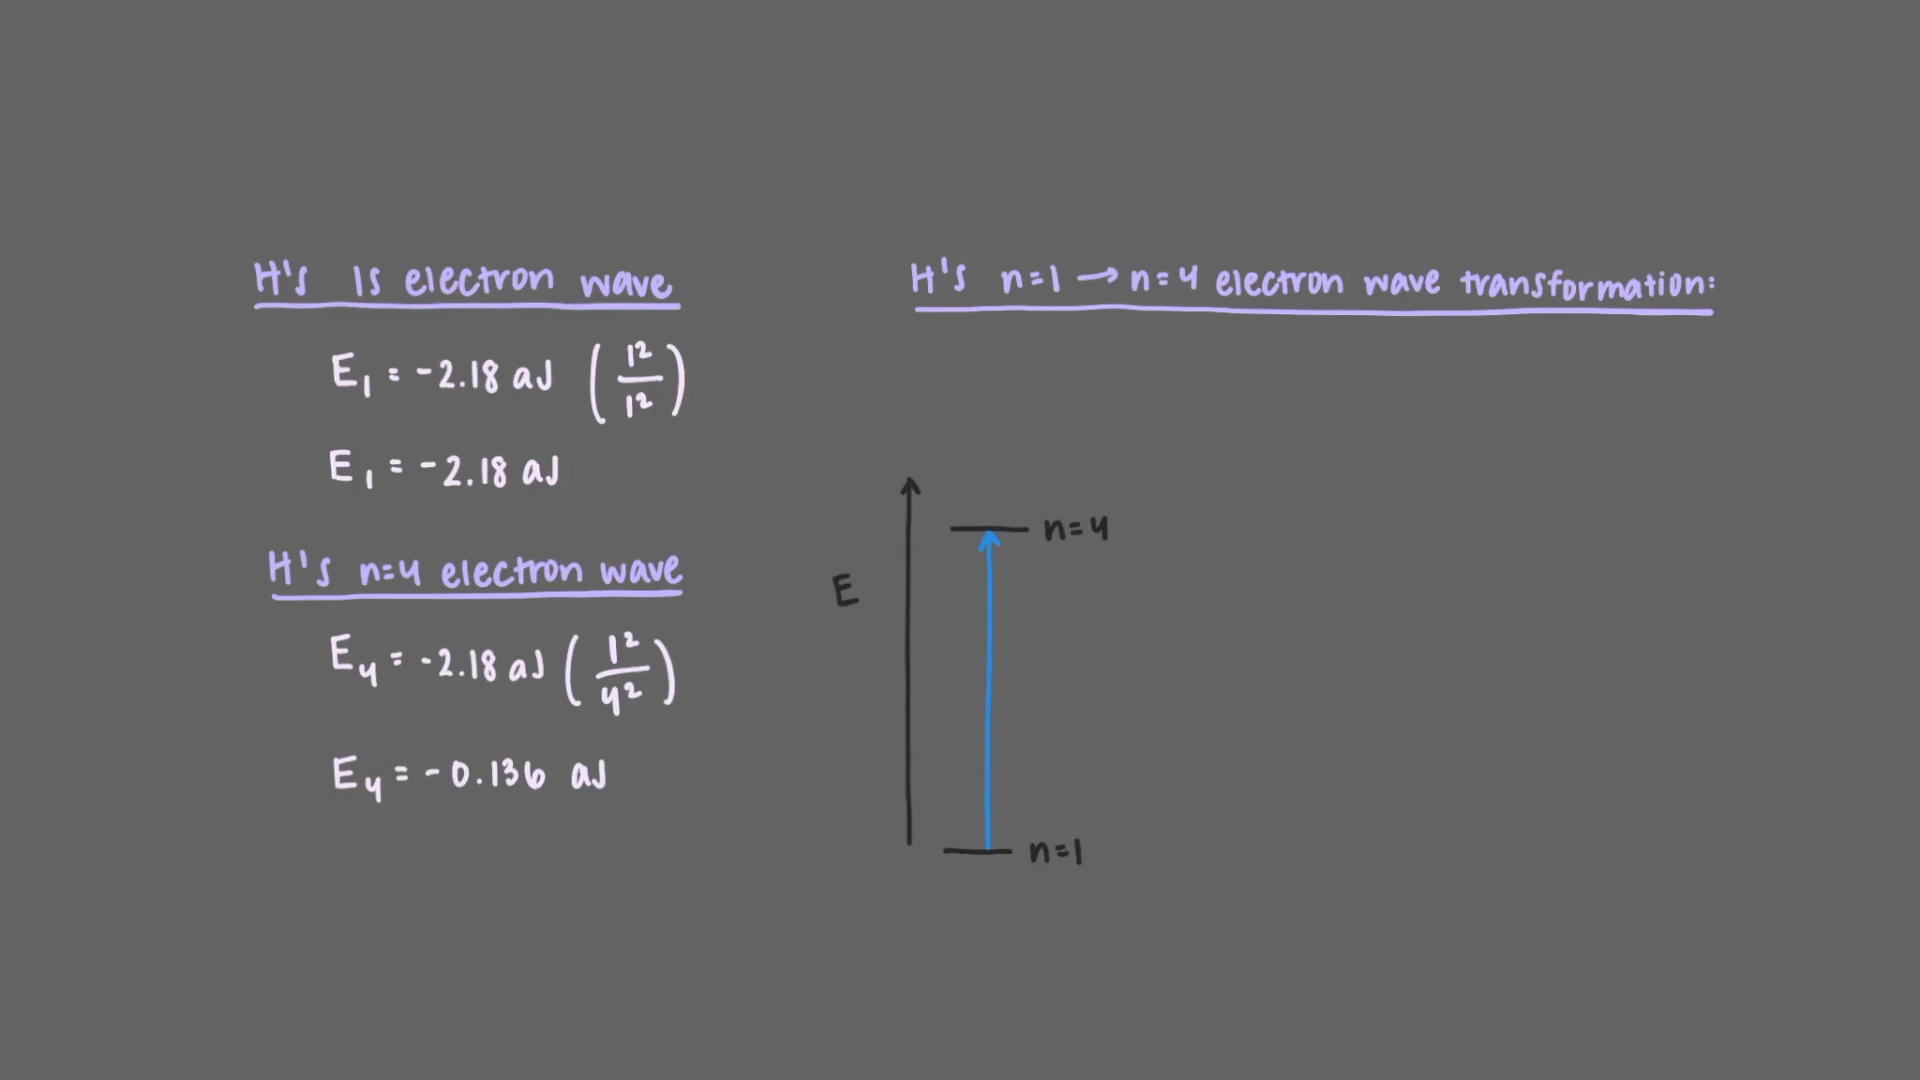 H's 1s electron wave
E₁ = -2.18 aJ (1²/1²)
E₁ = -2.18 aJ
H's n=4 electron wave
E₄ = -2.18 aJ (1²/4²)
E₄ = -0.136 aJ
H's n=1 → n=4 electron wave transformation:
n=4
E
n=1